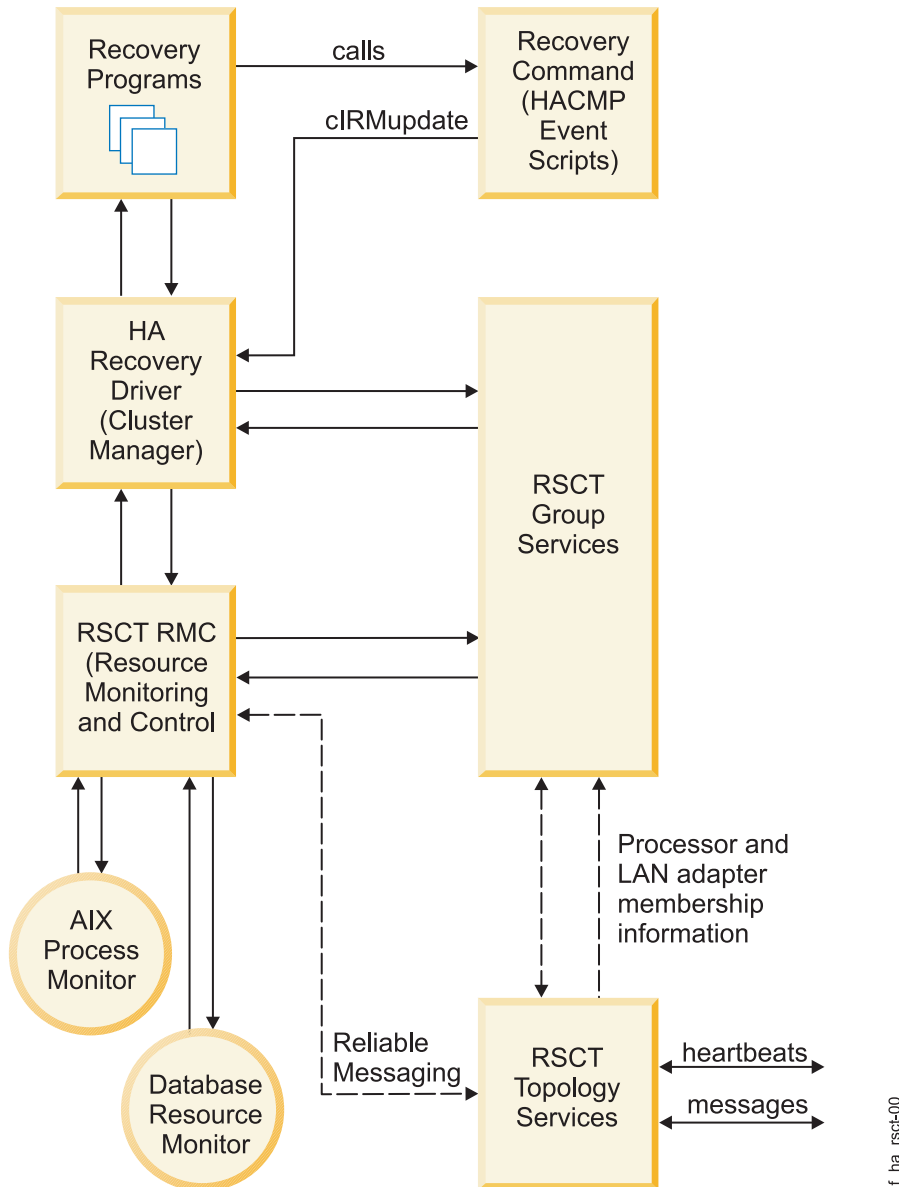 Recovery
Programs
calls
cIRMupdate
Recovery
Command
(HACMP
Event
Scripts)
HA
Recovery
Driver
(Cluster
Manager)
RSCT
Group
Services
RSCT RMC
(Resource
Monitoring
and Control
Processor and
LAN adapter
membership
information
AIX
Process
Monitor
Database
Resource
Monitor
Reliable
Messaging
RSCT
Topology
Services
heartbeats
messages
f_ha_rsct-00